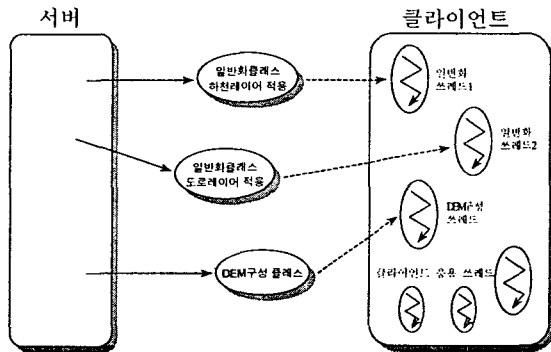 서버
클라이언트
일반화클래스
하천레이어 적용
일반화
쓰레드1
일반화클래스
도로레이어 적용
일반화
쓰레드2
DEM구성
쓰레드
DEM구성 클래스
클라이언트 응용 쓰레드